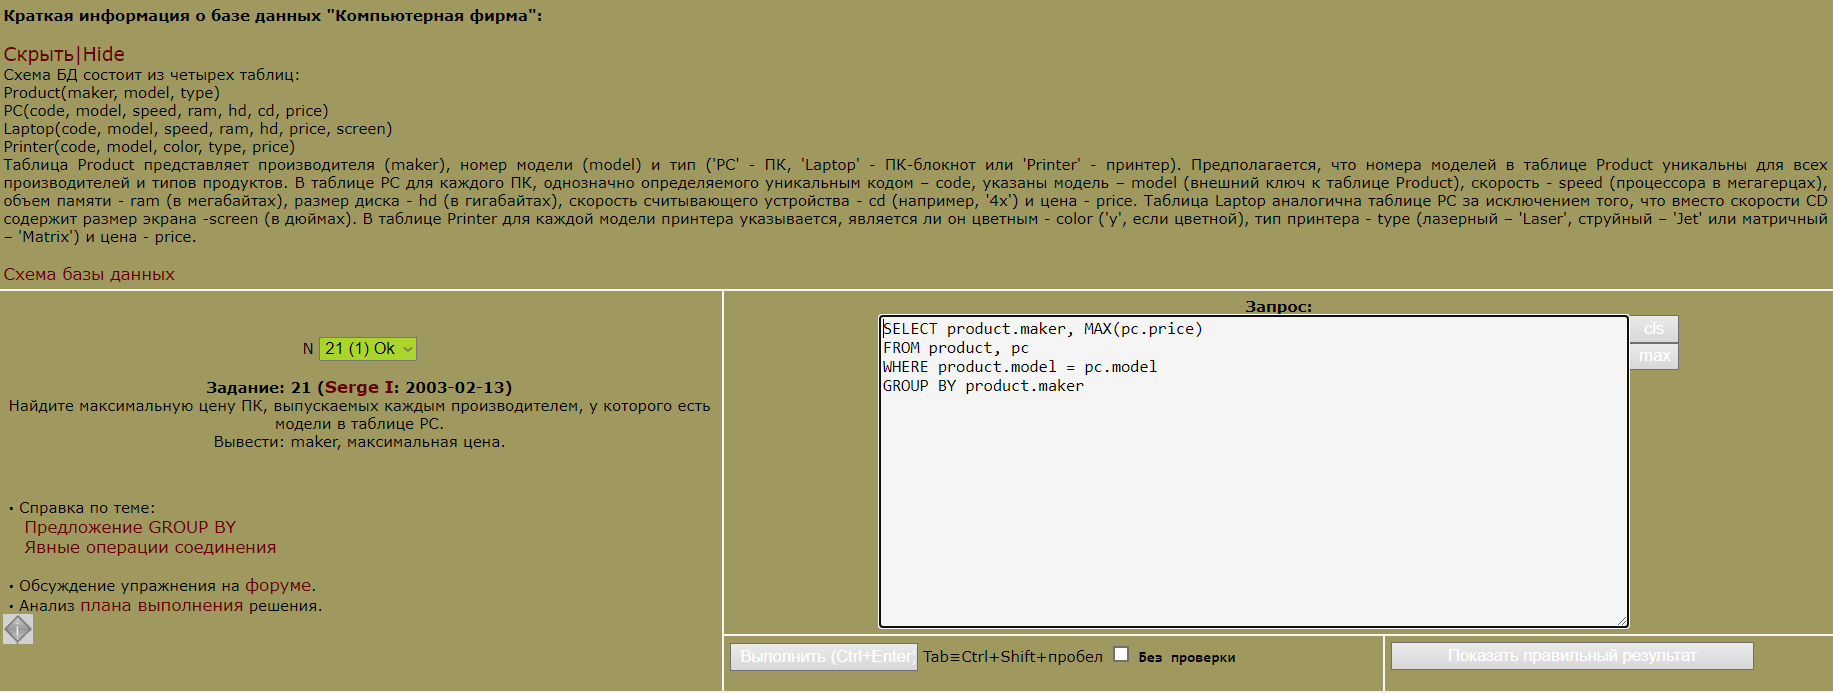 Краткая информация о базе данных "Компьютерная фирма":
Скрыть|Hide
Схема БД состоит из четырех таблиц:
Product(maker, model, type)
PC(code, model, speed, ram, hd, cd, price)
Laptop(code, model, speed, ram, hd, price, screen)
Printer(code, model, color, type, price)
Таблица Product представляет производителя (maker), номер модели (model) и тип ('PC' - ПК, 'Laptop' - ПК-блокнот или 'Printer' - принтер). Предполагается, что номера моделей в таблице Product уникальны для всех
производителей и типов продуктов. В таблице PC для каждого ПК, однозначно определяемого уникальным кодом – code, указаны модель – model (внешний ключ к таблице Product), скорость - speed (процессора в мегагерцах),
объем памяти - ram (в мегабайтах), размер диска - hd (в гигабайтах), скорость считывающего устройства - cd (например, '4x') и цена - price. Таблица Laptop аналогична таблице РС за исключением того, что вместо скорости CD
содержит размер экрана -screen (в дюймах). В таблице Printer для каждой модели принтера указывается, является ли он цветным - color ('y', если цветной), тип принтера - type (лазерный – 'Laser', струйный – 'Jet' или матричный
– 'Matrix') и цена - price.
Схема базы данных
N 21 (1) Ok
Задание: 21 (Serge I: 2003-02-13)
Найдите максимальную цену ПК, выпускаемых каждым производителем, у которого есть
модели в таблице PC.
Вывести: maker, максимальная цена.
· Справка по теме:
Предложение GROUP BY
Явные операции соединения
· Обсуждение упражнения на форуме.
· Анализ плана выполнения решения.
i
Запрос:
SELECT product.maker, MAX(pc.price)
FROM product, pc
WHERE product.model = pc.model
GROUP BY product.maker
cls
max
Выполнить (Ctrl+Enter) Tab≡Ctrl+Shift+пробел Без проверки
Показать правильный результат